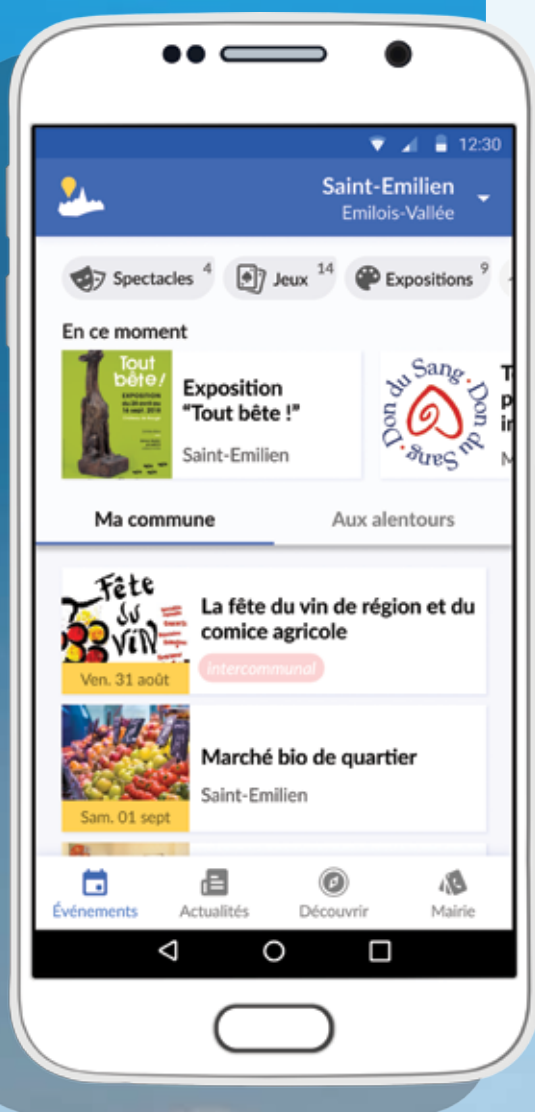 12:30
Saint-Emilien
Emilois-Vallée
Spectacles 4
Jeux 14
Expositions 9
En ce moment
Tout
bête!
EXPOSITION
Exposition
"Tout bête !"
Saint-Emilien
Don du Sang · Don du Sang
Ma commune
Aux alentours
Fête
du
VIN
Ven. 31 août
La fête du vin de région et du
comice agricole
intercommunal
Sam. 01 sept
Marché bio de quartier
Saint-Emilien
Événements
Actualités
Découvrir
Mairie